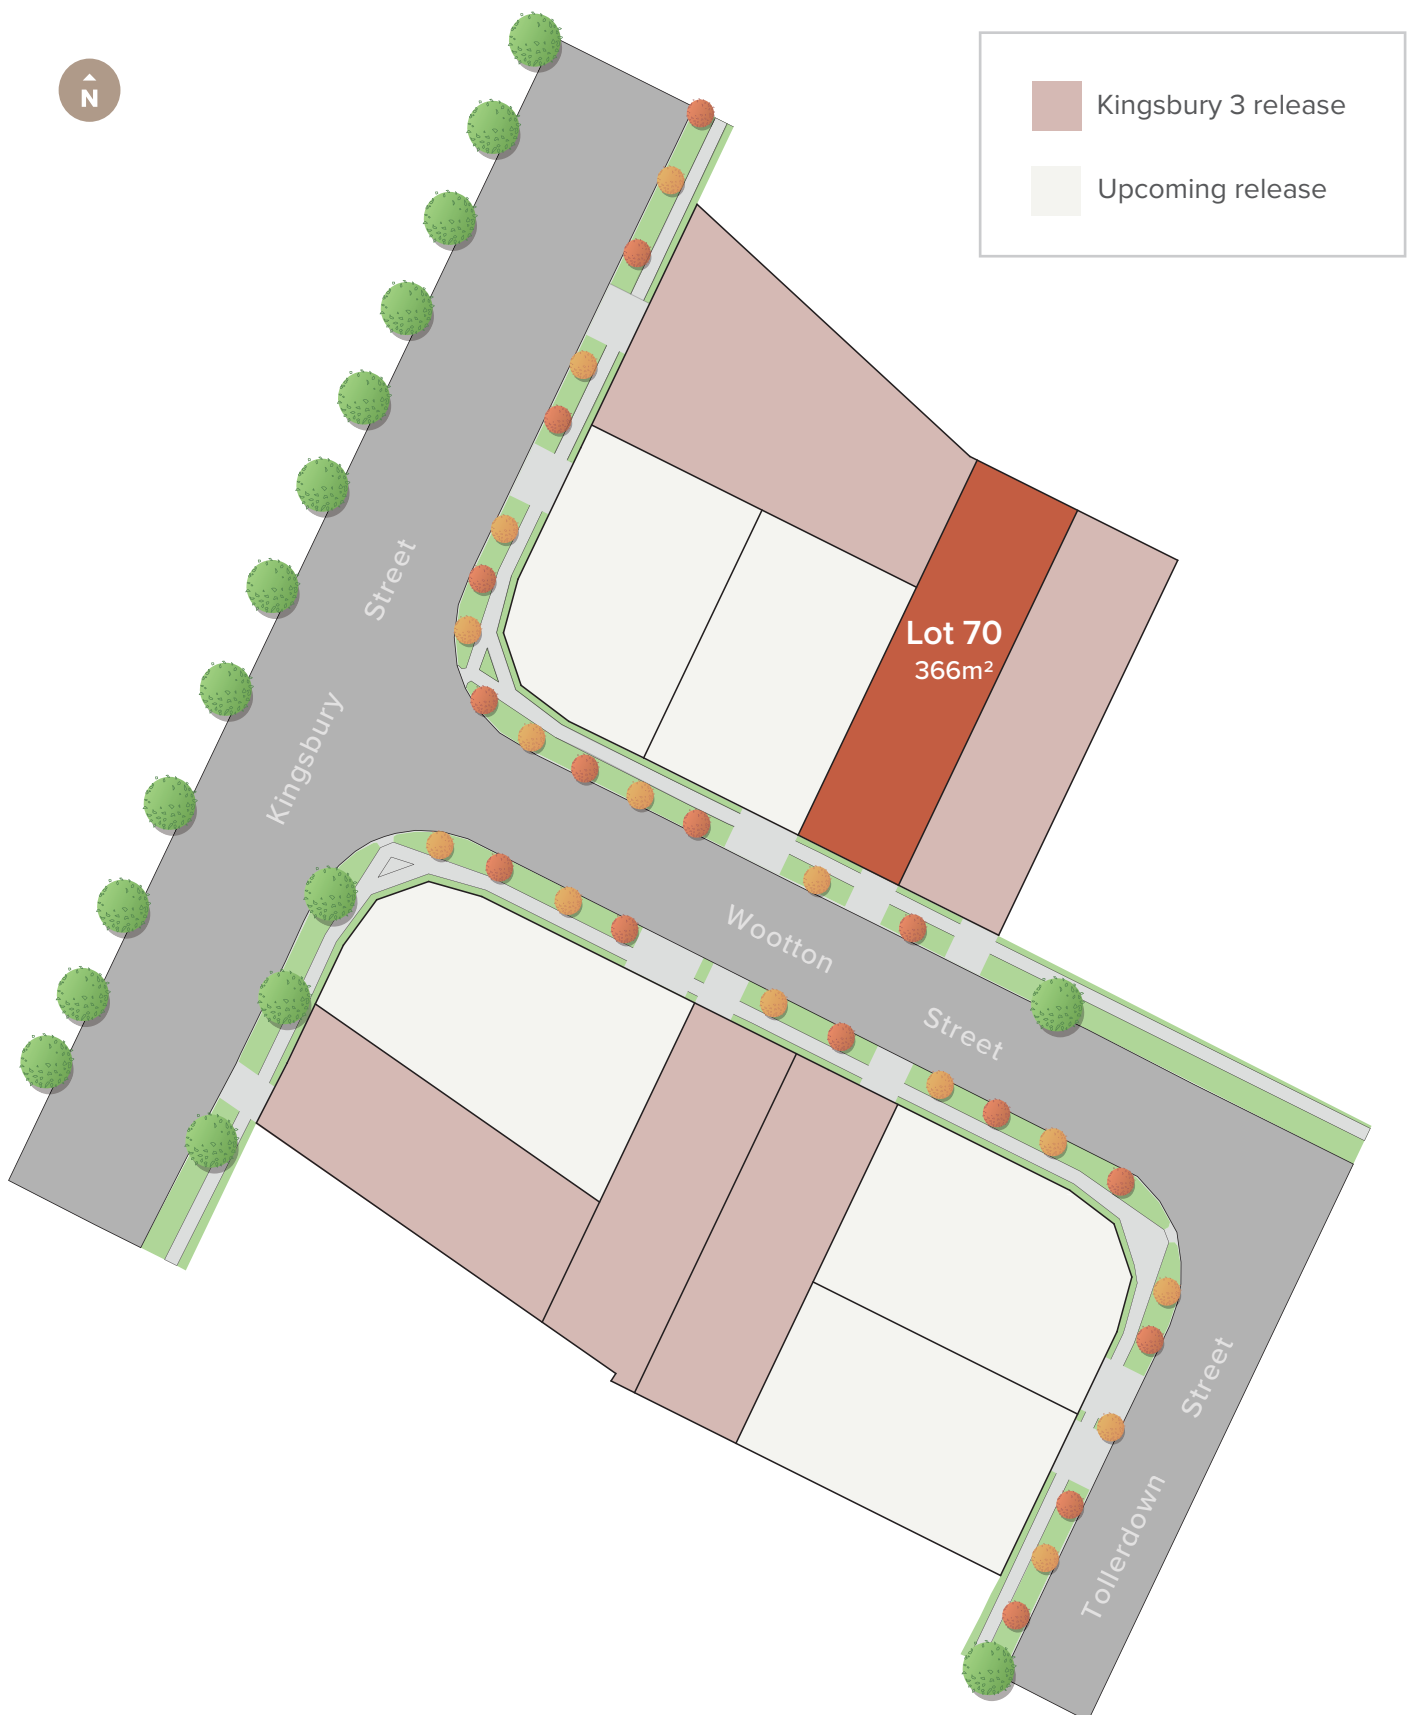 N
Kingsbury 3 release
Upcoming release
Kingsbury Street
Lot 70
366m²
Wootton Street
Tollerdown Street